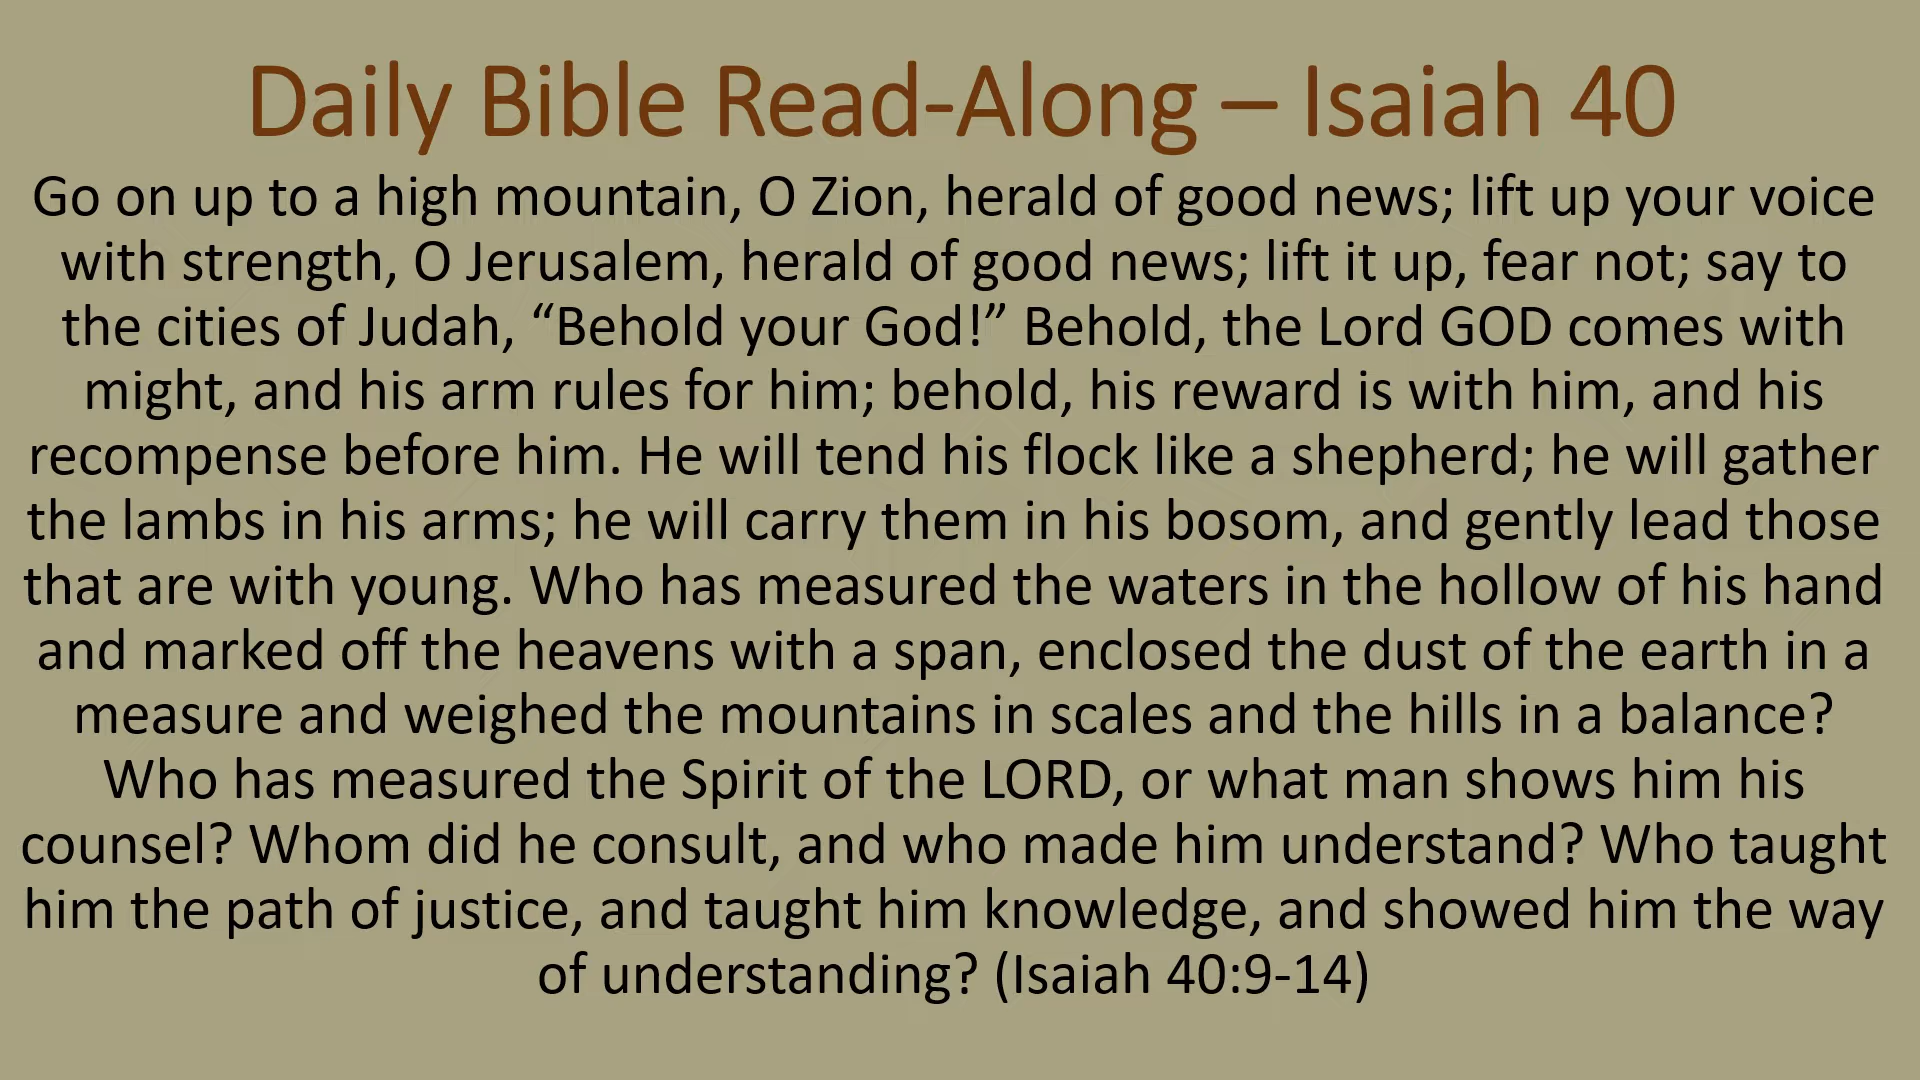 Daily Bible Read-Along – Isaiah 40
Go on up to a high mountain, O Zion, herald of good news; lift up your voice
with strength, O Jerusalem, herald of good news; lift it up, fear not; say to
the cities of Judah, “Behold your God!” Behold, the Lord GOD comes with
might, and his arm rules for him; behold, his reward is with him, and his
recompense before him. He will tend his flock like a shepherd; he will gather
the lambs in his arms; he will carry them in his bosom, and gently lead those
that are with young. Who has measured the waters in the hollow of his hand
and marked off the heavens with a span, enclosed the dust of the earth in a
measure and weighed the mountains in scales and the hills in a balance?
Who has measured the Spirit of the LORD, or what man shows him his
counsel? Whom did he consult, and who made him understand? Who taught
him the path of justice, and taught him knowledge, and showed him the way
of understanding? (Isaiah 40:9-14)